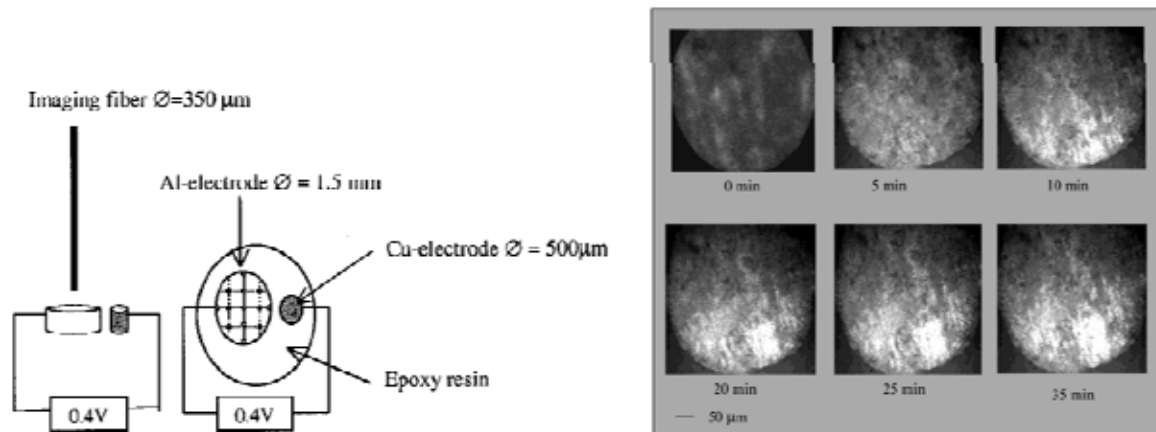 Imaging fiber Ø=350 μm
Al-electrode Ø = 1.5 mm
Cu-electrode Ø = 500μm
Epoxy resin
0.4V
0.4V
0 min
5 min
10 min
20 min
25 min
35 min
50 μm